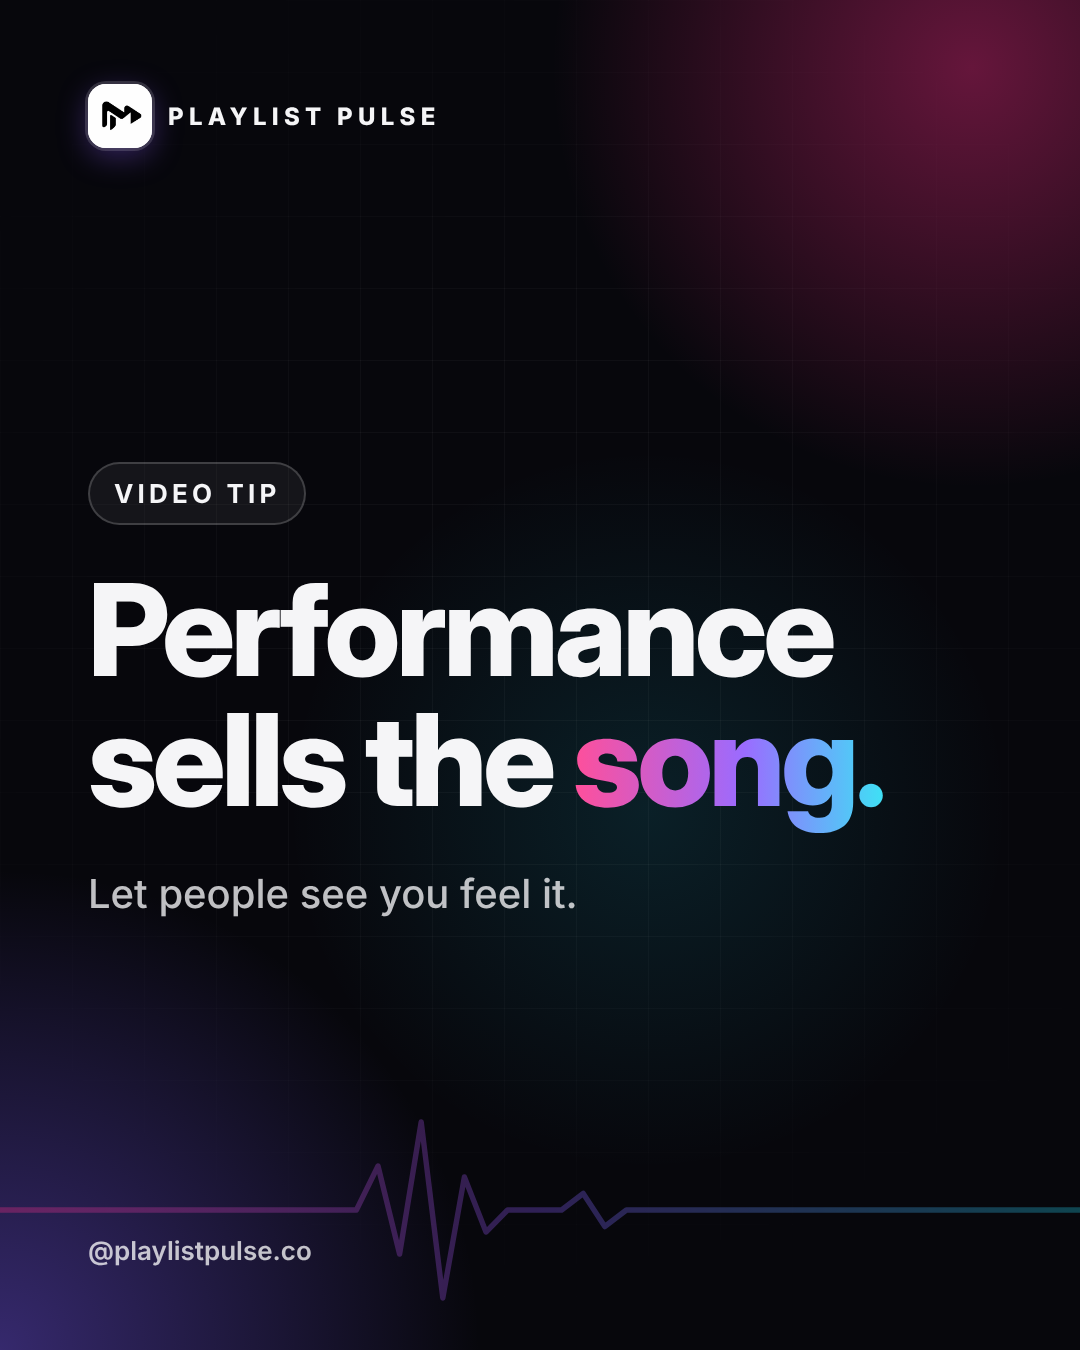 PLAYLIST PULSE
VIDEO TIP
Performance
sells the song.
Let people see you feel it.
@playlistpulse.co